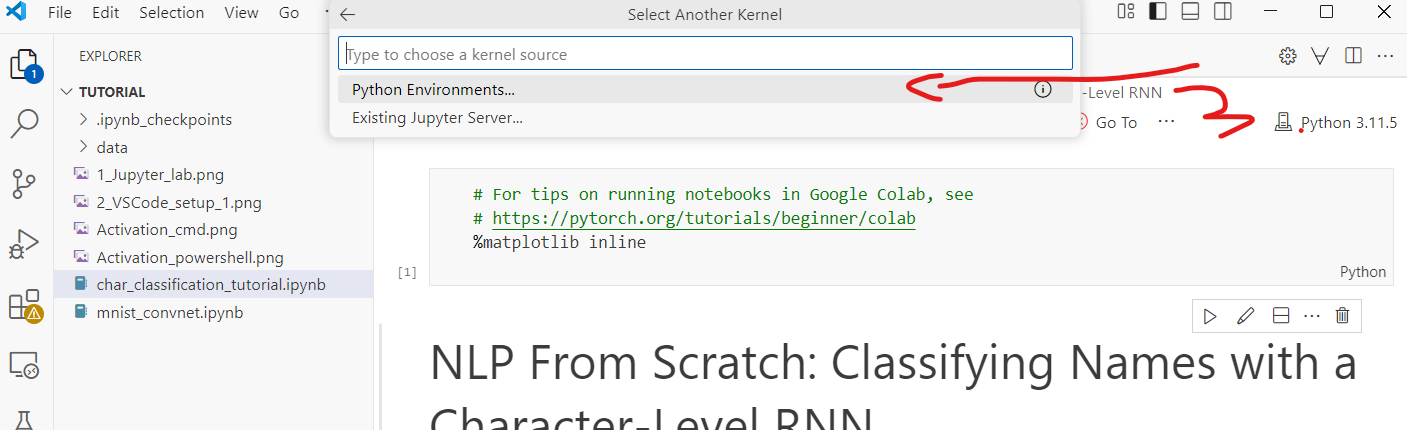 File Edit Selection View Go
Select Another Kernel
Type to choose a kernel source
Python Environments...
Existing Jupyter Server...
EXPLORER
TUTORIAL
.ipynb_checkpoints
data
1_Jupyter_lab.png
2_VSCode_setup_1.png
Activation_cmd.png
Activation_powershell.png
char_classification_tutorial.ipynb
mnist_convnet.ipynb
1
-Level RNN
3
Go To ...
Python 3.11.5
# For tips on running notebooks in Google Colab, see
# https://pytorch.org/tutorials/beginner/colab
%matplotlib inline
[1]
Python
NLP From Scratch: Classifying Names with a
Character-Level RNN